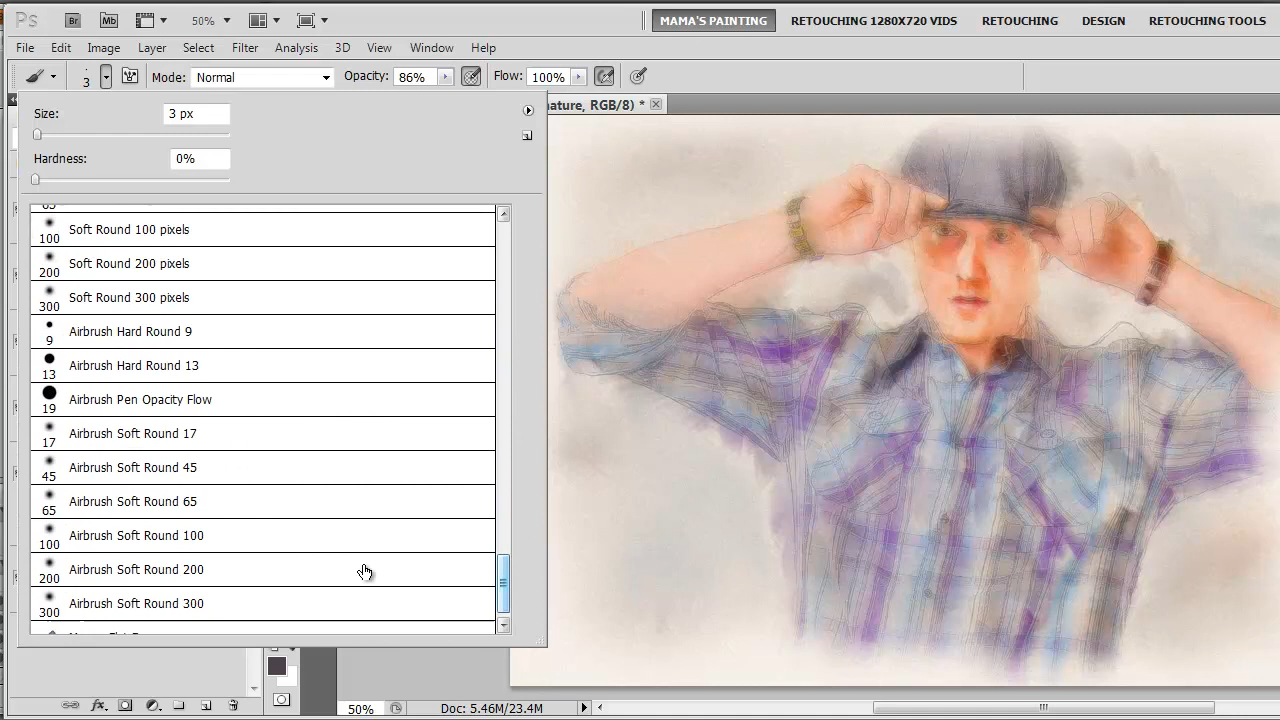 Ps Br Mb 50% MAMA'S PAINTING RETOUCHING 1280X720 VIDS RETOUCHING DESIGN RETOUCHING TOOLS
File Edit Image Layer Select Filter Analysis 3D View Window Help
3 Mode: Normal Opacity: 86% Flow: 100%
ature, RGB/8) *
Size: 3 px
Hardness: 0%
100 Soft Round 100 pixels
200 Soft Round 200 pixels
300 Soft Round 300 pixels
9 Airbrush Hard Round 9
13 Airbrush Hard Round 13
19 Airbrush Pen Opacity Flow
17 Airbrush Soft Round 17
45 Airbrush Soft Round 45
65 Airbrush Soft Round 65
100 Airbrush Soft Round 100
200 Airbrush Soft Round 200
300 Airbrush Soft Round 300
fx 50% Doc: 5.46M/23.4M